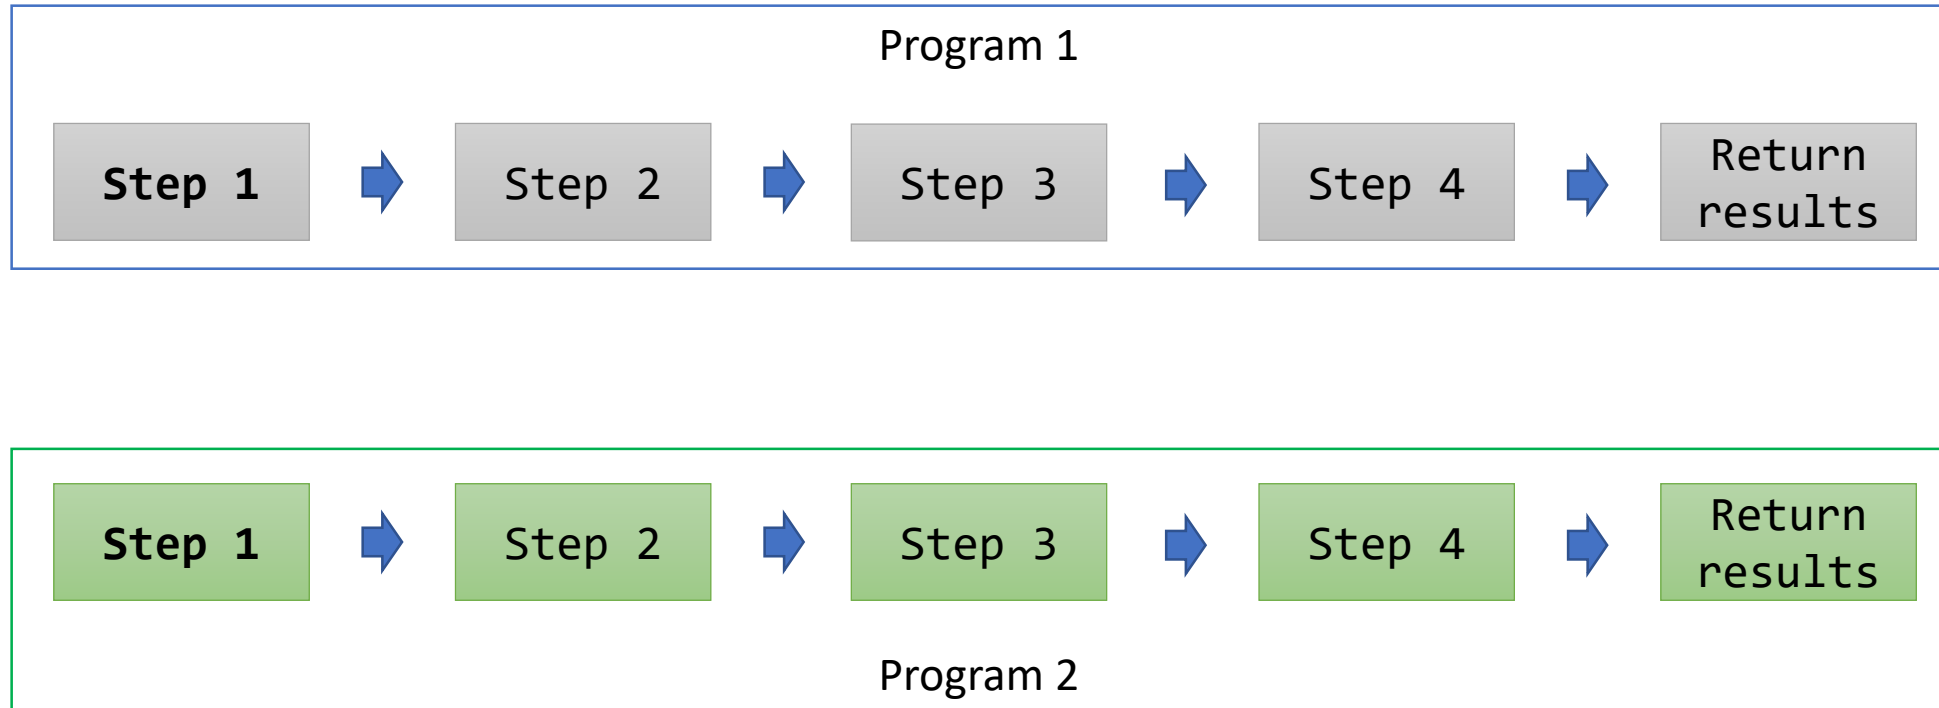 Program 1
Step 1
Step 2
Step 3
Step 4
Return
results
Step 1
Step 2
Step 3
Step 4
Return
results
Program 2